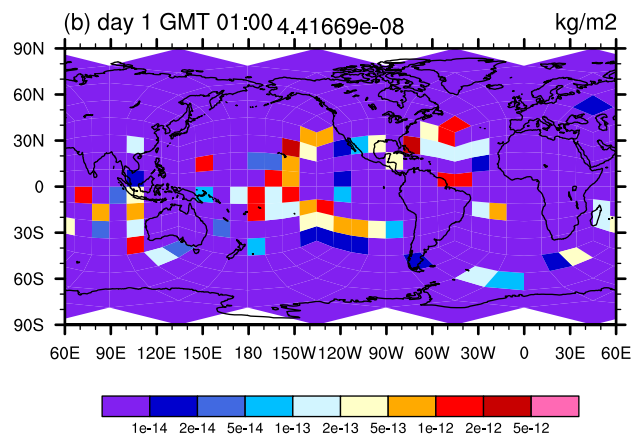 (b) day 1 GMT 01:00 4.41669e-08 kg/m2
90N
60N
30N
0
30S
60S
90S
60E 90E 120E 150E 180 150W 120W 90W 60W 30W 0 30E 60E
1e-14 2e-14 5e-14 1e-13 2e-13 5e-13 1e-12 2e-12 5e-12